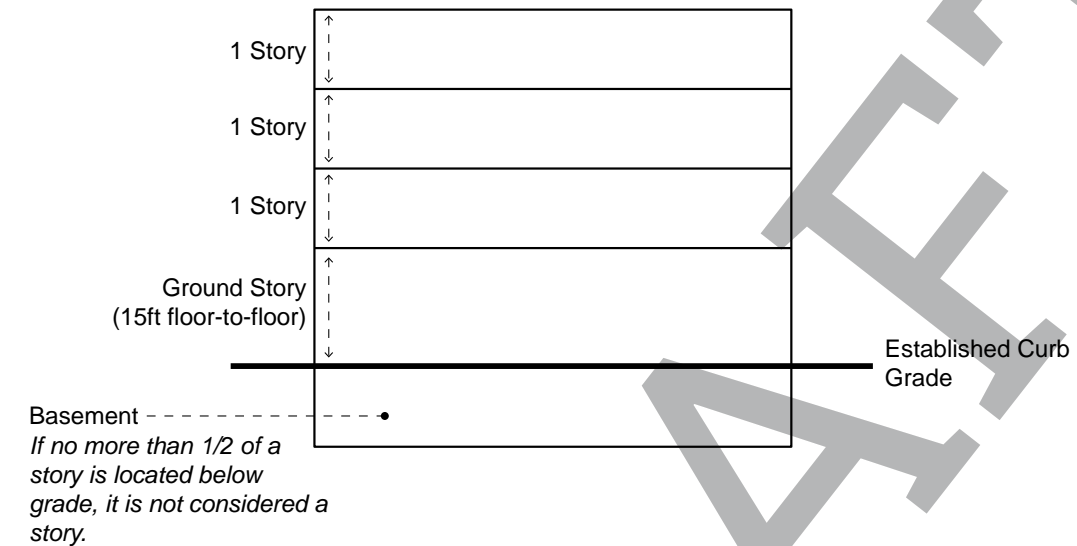 1 Story
1 Story
1 Story
Ground Story
(15ft floor-to-floor)
Established Curb
Grade
Basement
If no more than 1/2 of a
story is located below
grade, it is not considered a
story.